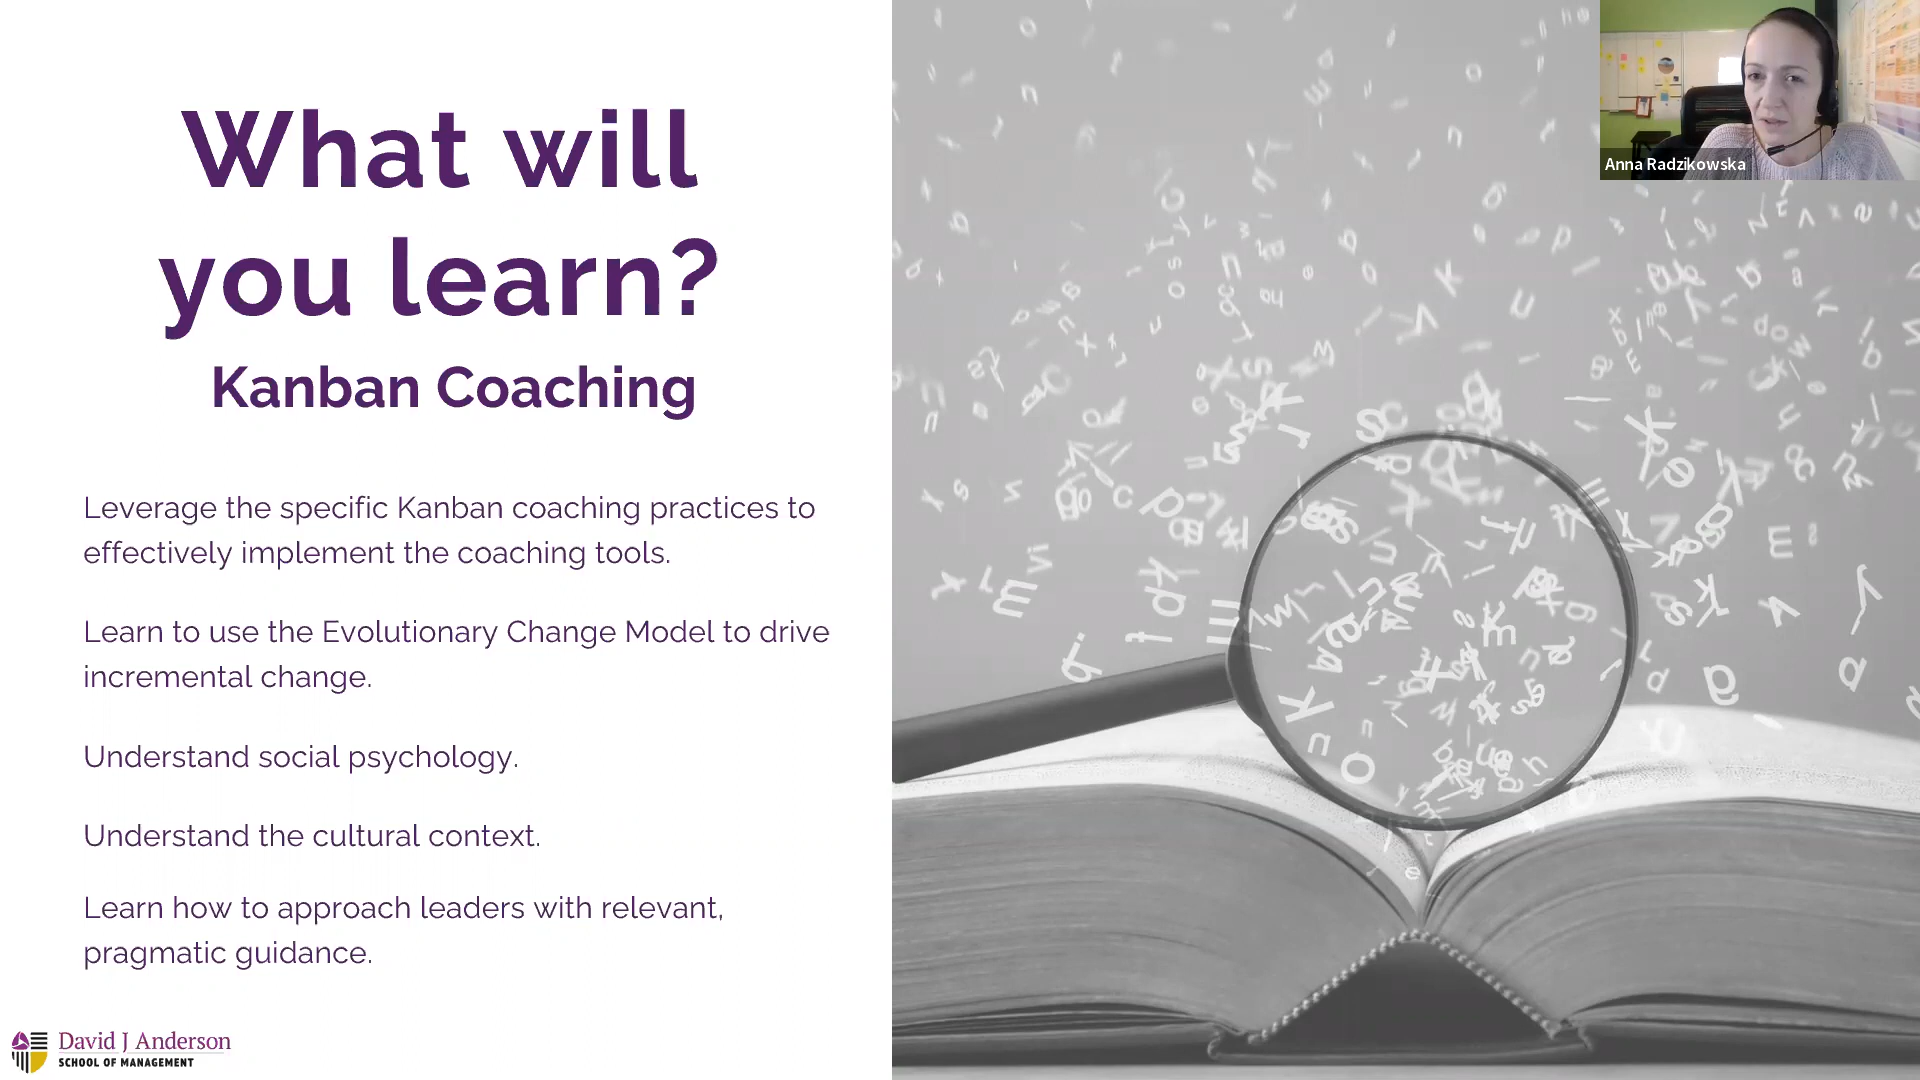 What will
you learn?
Kanban Coaching
Leverage the specific Kanban coaching practices to
effectively implement the coaching tools.
Learn to use the Evolutionary Change Model to drive
incremental change.
Understand social psychology.
Understand the cultural context.
Learn how to approach leaders with relevant,
pragmatic guidance.
David J Anderson
SCHOOL OF MANAGEMENT
Anna Radzikowska